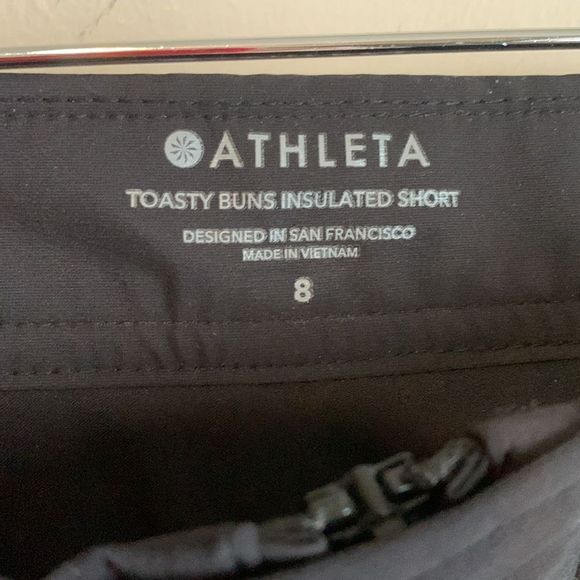 ATHLETA
TOASTY BUNS INSULATED SHORT
DESIGNED IN SAN FRANCISCO
MADE IN VIETNAM
8